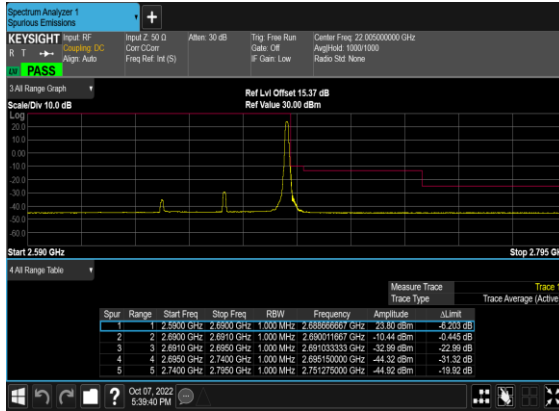 Spectrum Analyzer 1
Spurious Emissions
+
KEYSIGHT Input: RF Input Z: 50 Ω Atten: 30 dB Trig: Free Run Center Freq: 22.005000000 GHz
R T Coupling: DC Corr CCorr Gate: Off Avg|Hold: 1000/1000
Align: Auto Freq Ref: Int (S) IF Gain: Low Radio Std: None
PASS
3 All Range Graph Ref Lvl Offset 15.37 dB
Scale/Div 10.0 dB Ref Value 30.00 dBm
Log
20.0
10.0
0.00
-10.0
-20.0
-30.0
-40.0
-50.0
-60.0
Start 2.590 GHz Stop 2.795 GH
4 All Range Table
Measure Trace Trace 1
Trace Type Trace Average (Active
Spur Range Start Freq Stop Freq RBW Frequency Amplitude ΔLimit
1 1 2.5900 GHz 2.6900 GHz 1.000 MHz 2.688666667 GHz 23.80 dBm -6.203 dB
2 2 2.6900 GHz 2.6910 GHz 1.000 MHz 2.690011667 GHz -10.44 dBm -0.445 dB
3 3 2.6910 GHz 2.6950 GHz 1.000 MHz 2.691033333 GHz -32.99 dBm -22.99 dB
4 4 2.6950 GHz 2.7400 GHz 1.000 MHz 2.695150000 GHz -44.32 dBm -31.32 dB
5 5 2.7400 GHz 2.7950 GHz 1.000 MHz 2.751275000 GHz -44.92 dBm -19.92 dB
? Oct 07, 2022
5:39:40 PM